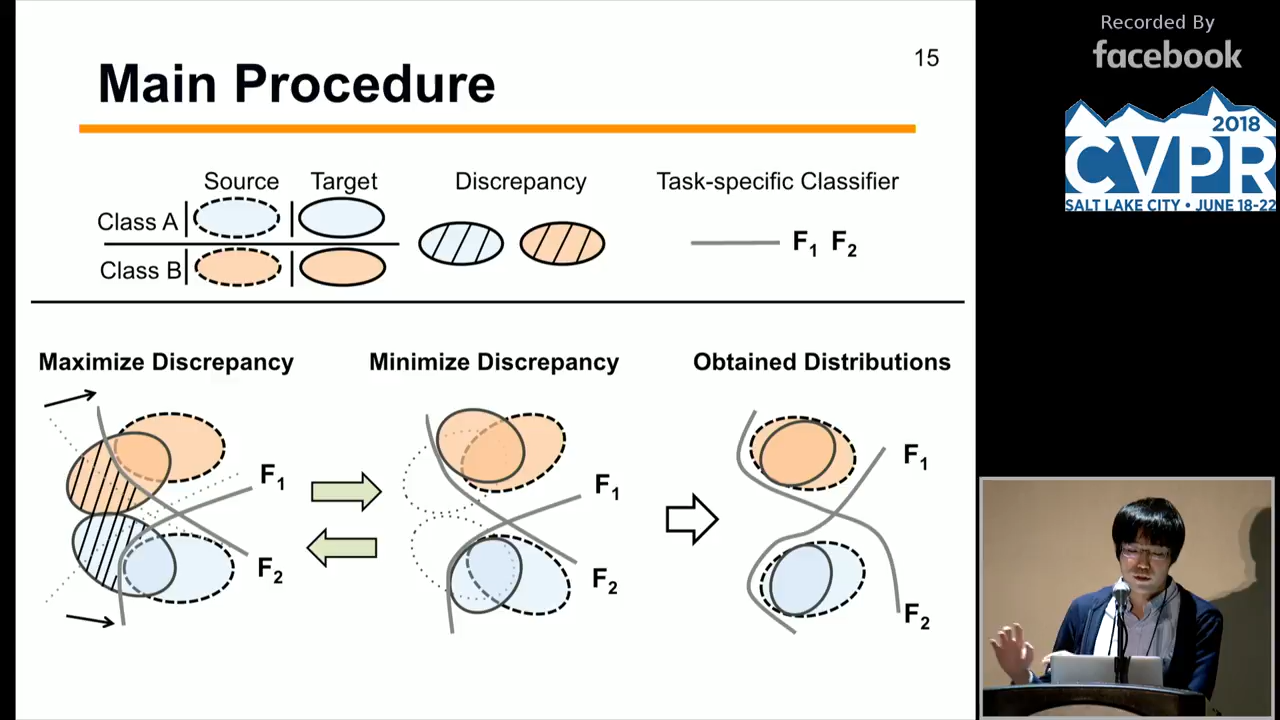 15
Main Procedure
Source Target Discrepancy Task-specific Classifier
Class A
F1 F2
Class B
Maximize Discrepancy Minimize Discrepancy Obtained Distributions
F1
F2
F1
F2
F1
F2
Recorded By
facebook
2018
CVPR
SALT LAKE CITY • JUNE 18-22